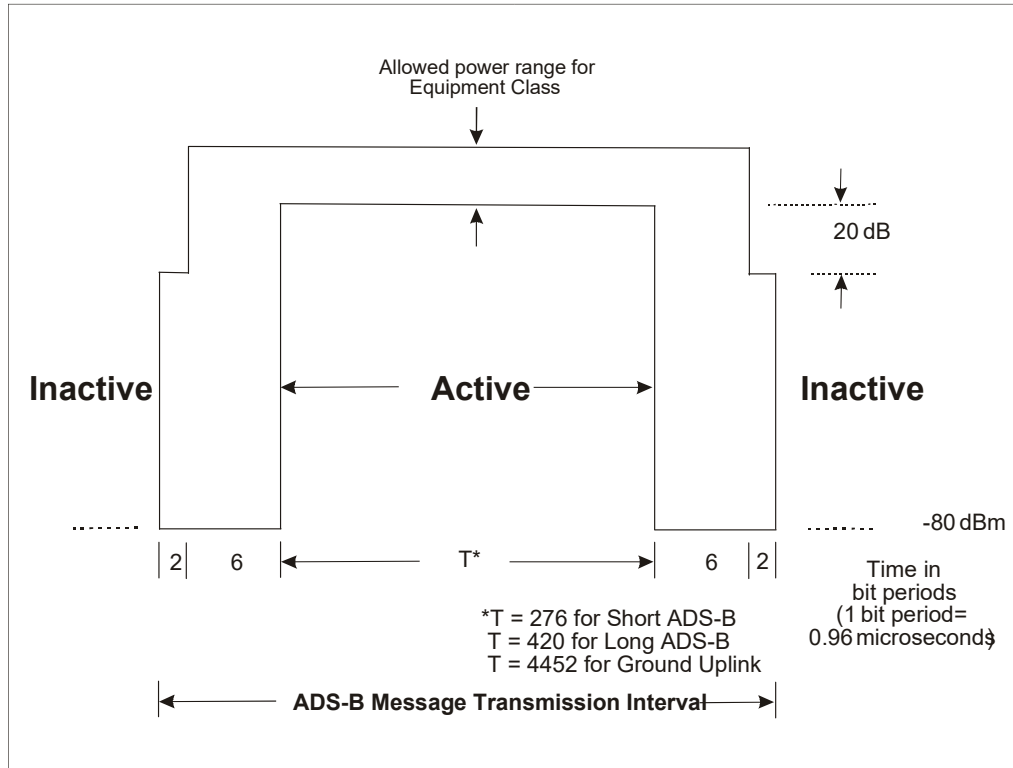 Allowed power range for
Equipment Class
20 dB
Inactive
Active
Inactive
-80 dBm
2
6
T*
6
2
Time in
bit periods
(1 bit period=
0.96 microseconds)
*T = 276 for Short ADS-B
T = 420 for Long ADS-B
T = 4452 for Ground Uplink
ADS-B Message Transmission Interval